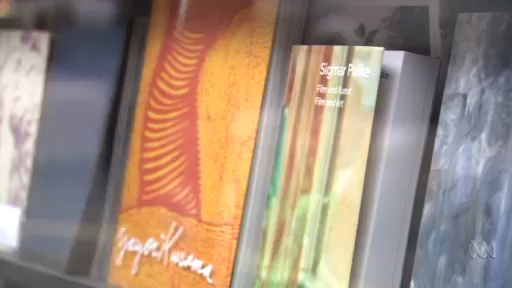 Yayoi Kusama
Sigmar Polke
Film und Kunst
Film and Art